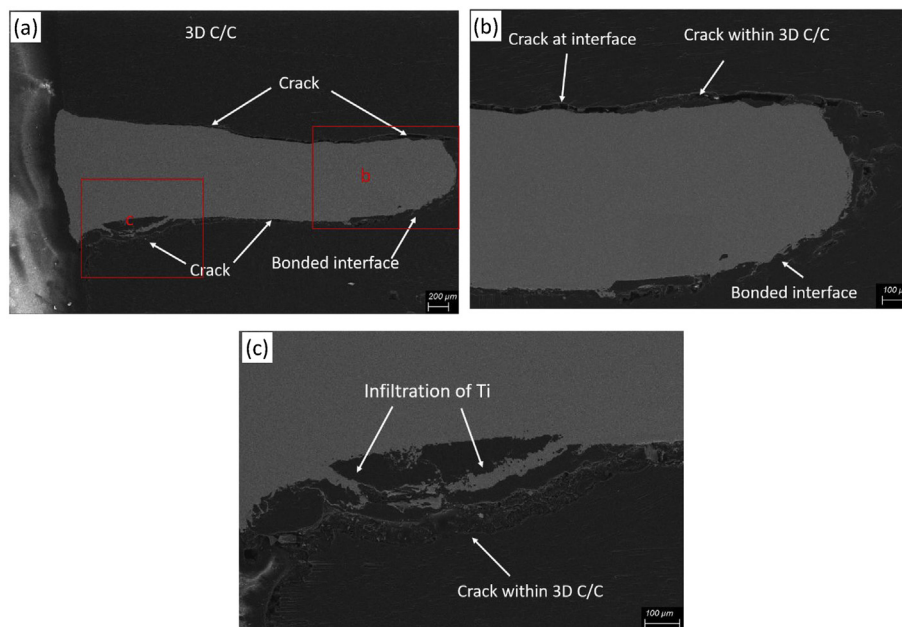 (a)
3D C/C
Crack
b
c
Crack
Bonded interface
200 µm
(b)
Crack at interface
Crack within 3D C/C
Bonded interface
100 µm
(c)
Infiltration of Ti
Crack within 3D C/C
100 µm